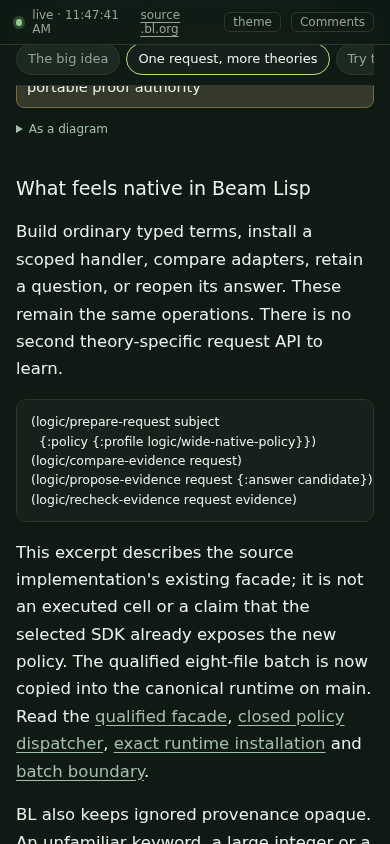 live · 11:47:41 AM
source .bl.org
theme
Comments
The big idea
One request, more theories
Try t
portable proof authority
▶ As a diagram
What feels native in Beam Lisp
Build ordinary typed terms, install a
scoped handler, compare adapters, retain
a question, or reopen its answer. These
remain the same operations. There is no
second theory-specific request API to
learn.
(logic/prepare-request subject
  {:policy {:profile logic/wide-native-policy}})
(logic/compare-evidence request)
(logic/propose-evidence request {:answer candidate})
(logic/recheck-evidence request evidence)
This excerpt describes the source
implementation's existing facade; it is not
an executed cell or a claim that the
selected SDK already exposes the new
policy. The qualified eight-file batch is now
copied into the canonical runtime on main.
Read the qualified facade, closed policy
dispatcher, exact runtime installation and
batch boundary.
BL also keeps ignored provenance opaque.
An unfamiliar keyword, a large integer or a